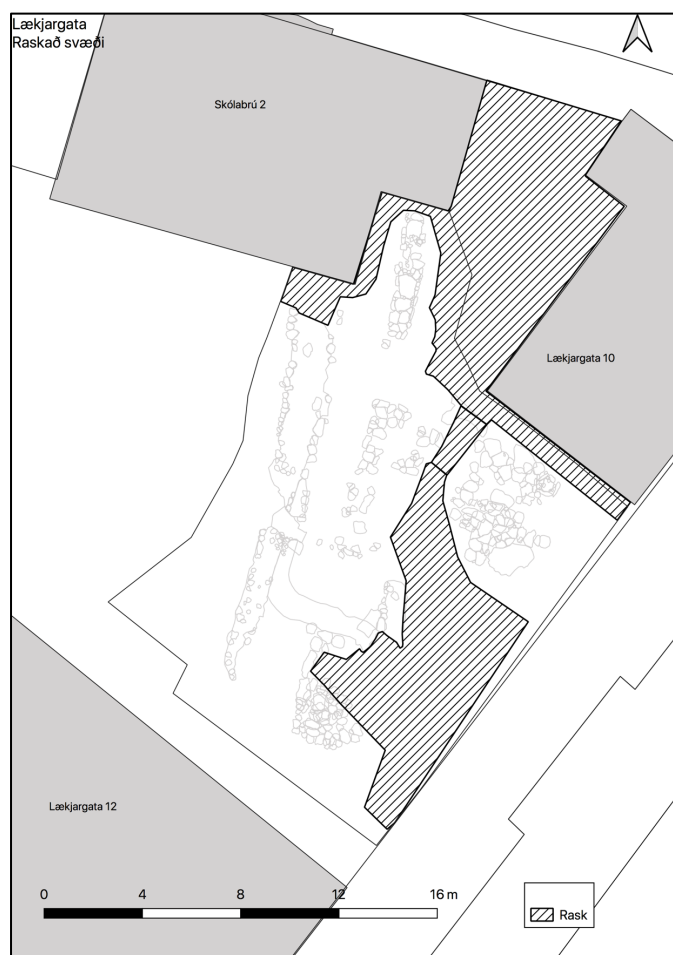 Lækjargata
Raskað svæði
Skólabrú 2
Lækjargata 10
Lækjargata 12
0 4 8 12 16 m
Rask